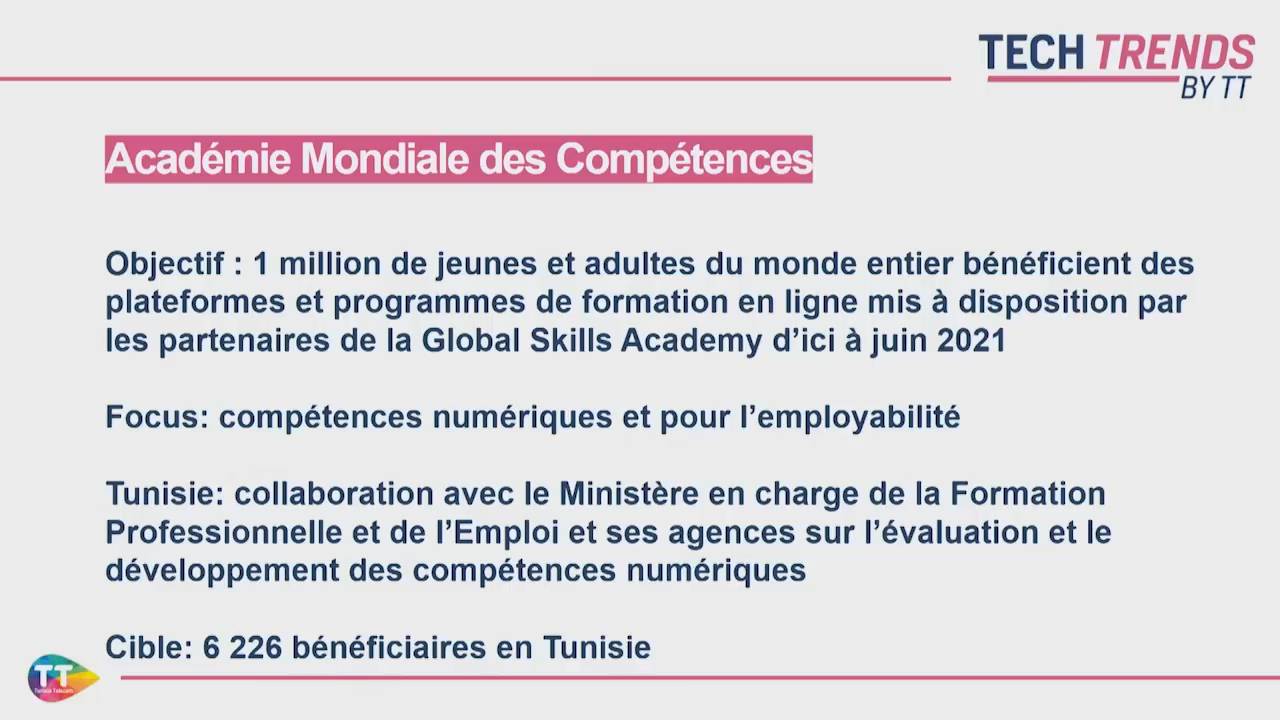 TECH TRENDS
BY TT
Académie Mondiale des Compétences
Objectif : 1 million de jeunes et adultes du monde entier bénéficient des
plateformes et programmes de formation en ligne mis à disposition par
les partenaires de la Global Skills Academy d’ici à juin 2021
Focus: compétences numériques et pour l’employabilité
Tunisie: collaboration avec le Ministère en charge de la Formation
Professionnelle et de l’Emploi et ses agences sur l’évaluation et le
développement des compétences numériques
Cible: 6 226 bénéficiaires en Tunisie
TT
Tunisie Telecom